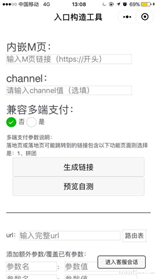 中国移动 4G 13:08 69%
入口构造工具
内嵌M页：
输入M页链接（https://开头）
channel：
请输入channel值（选填）
兼容多端支付：
否 是
多端支付参数说明：
落地页或落地页可能跳转到的链接包含以下功能页面则选择是：1、拼团
生成链接
预览自测
url： 输入完整url 路由表
添加额外参数/覆盖已有参数：
进入客服会话
参数名 参数值